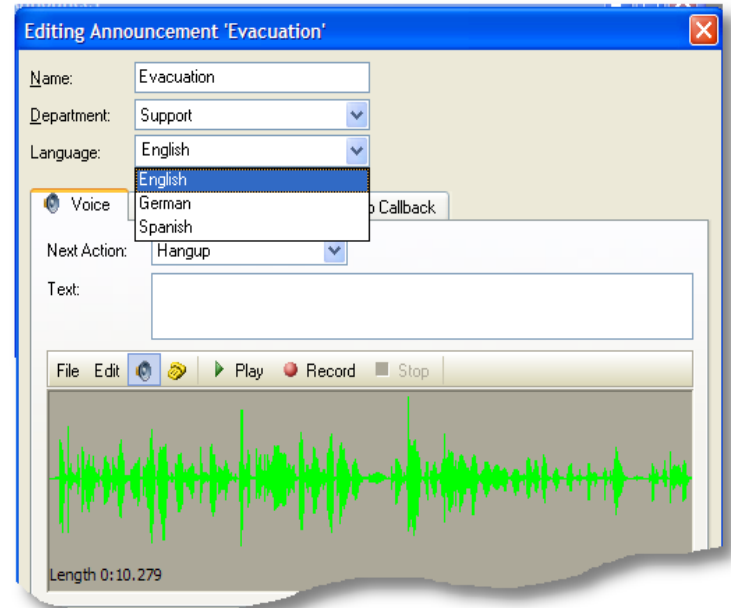 Editing Announcement 'Evacuation'
Name: Evacuation
Department: Support
Language: English
English
German
Spanish
Voice Callback
Next Action: Hangup
Text:
File Edit Play Record Stop
Length 0:10.279